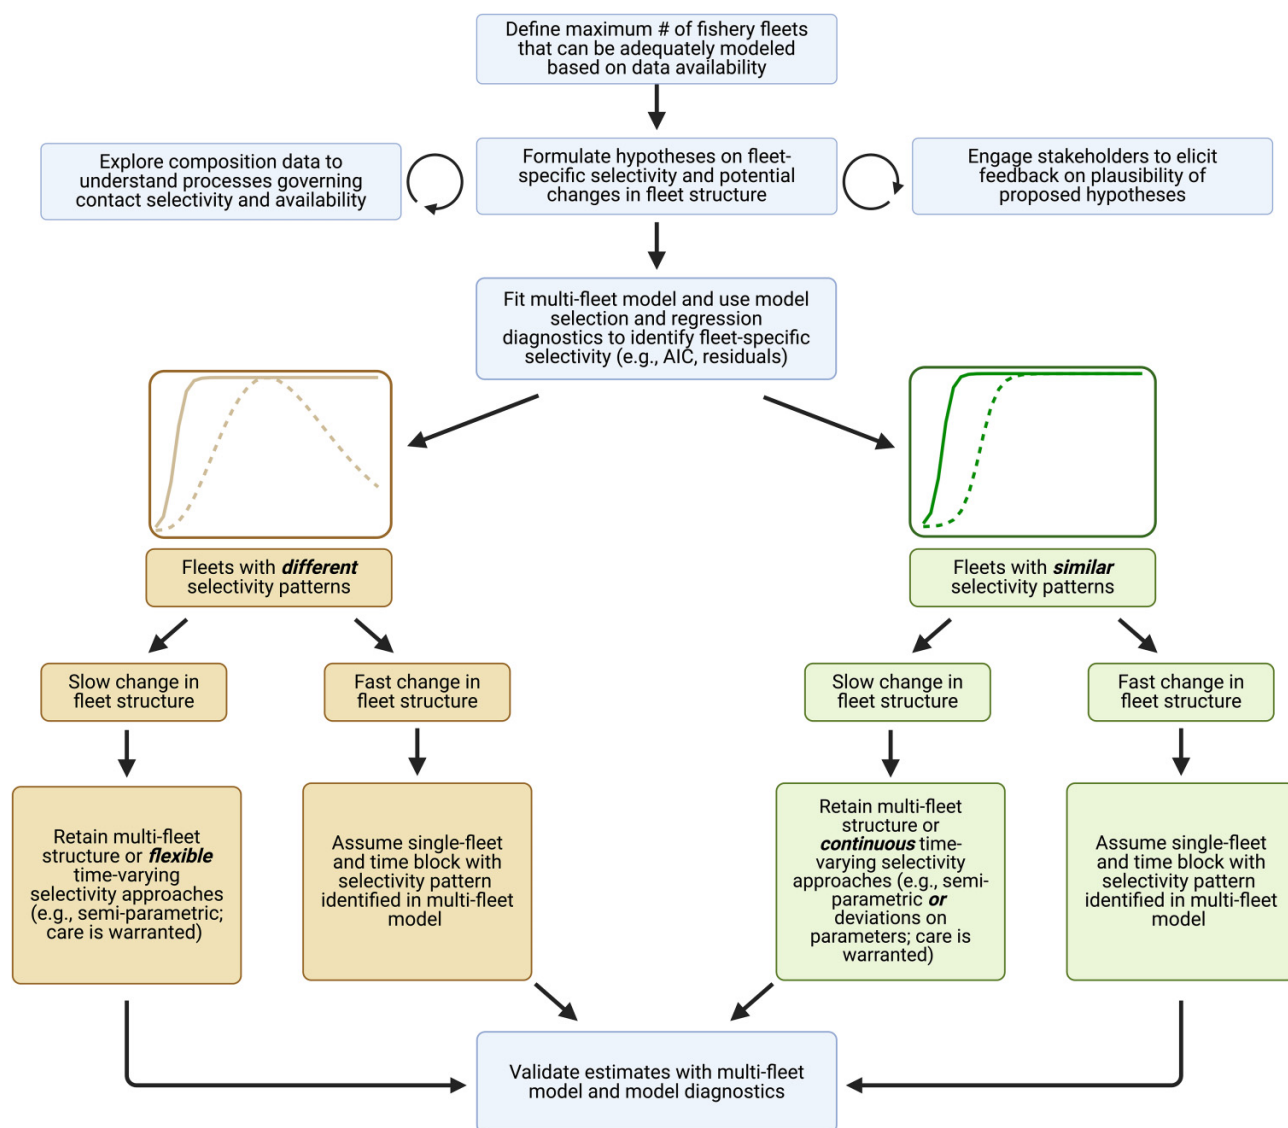 Define maximum # of fishery fleets
that can be adequately modeled
based on data availability
Explore composition data to
understand processes governing
contact selectivity and availability
Formulate hypotheses on fleet-
specific selectivity and potential
changes in fleet structure
Engage stakeholders to elicit
feedback on plausibility of
proposed hypotheses
Fit multi-fleet model and use model
selection and regression
diagnostics to identify fleet-specific
selectivity (e.g., AIC, residuals)
Fleets with different
selectivity patterns
Fleets with similar
selectivity patterns
Slow change in
fleet structure
Fast change in
fleet structure
Slow change in
fleet structure
Fast change in
fleet structure
Retain multi-fleet
structure or flexible
time-varying
selectivity approaches
(e.g., semi-parametric;
care is warranted)
Assume single-fleet
and time block with
selectivity pattern
identified in multi-fleet
model
Retain multi-fleet
structure or
continuous time-
varying selectivity
approaches (e.g., semi-
parametric or
deviations on
parameters; care is
warranted)
Assume single-fleet
and time block with
selectivity pattern
identified in multi-fleet
model
Validate estimates with multi-fleet
model and model diagnostics